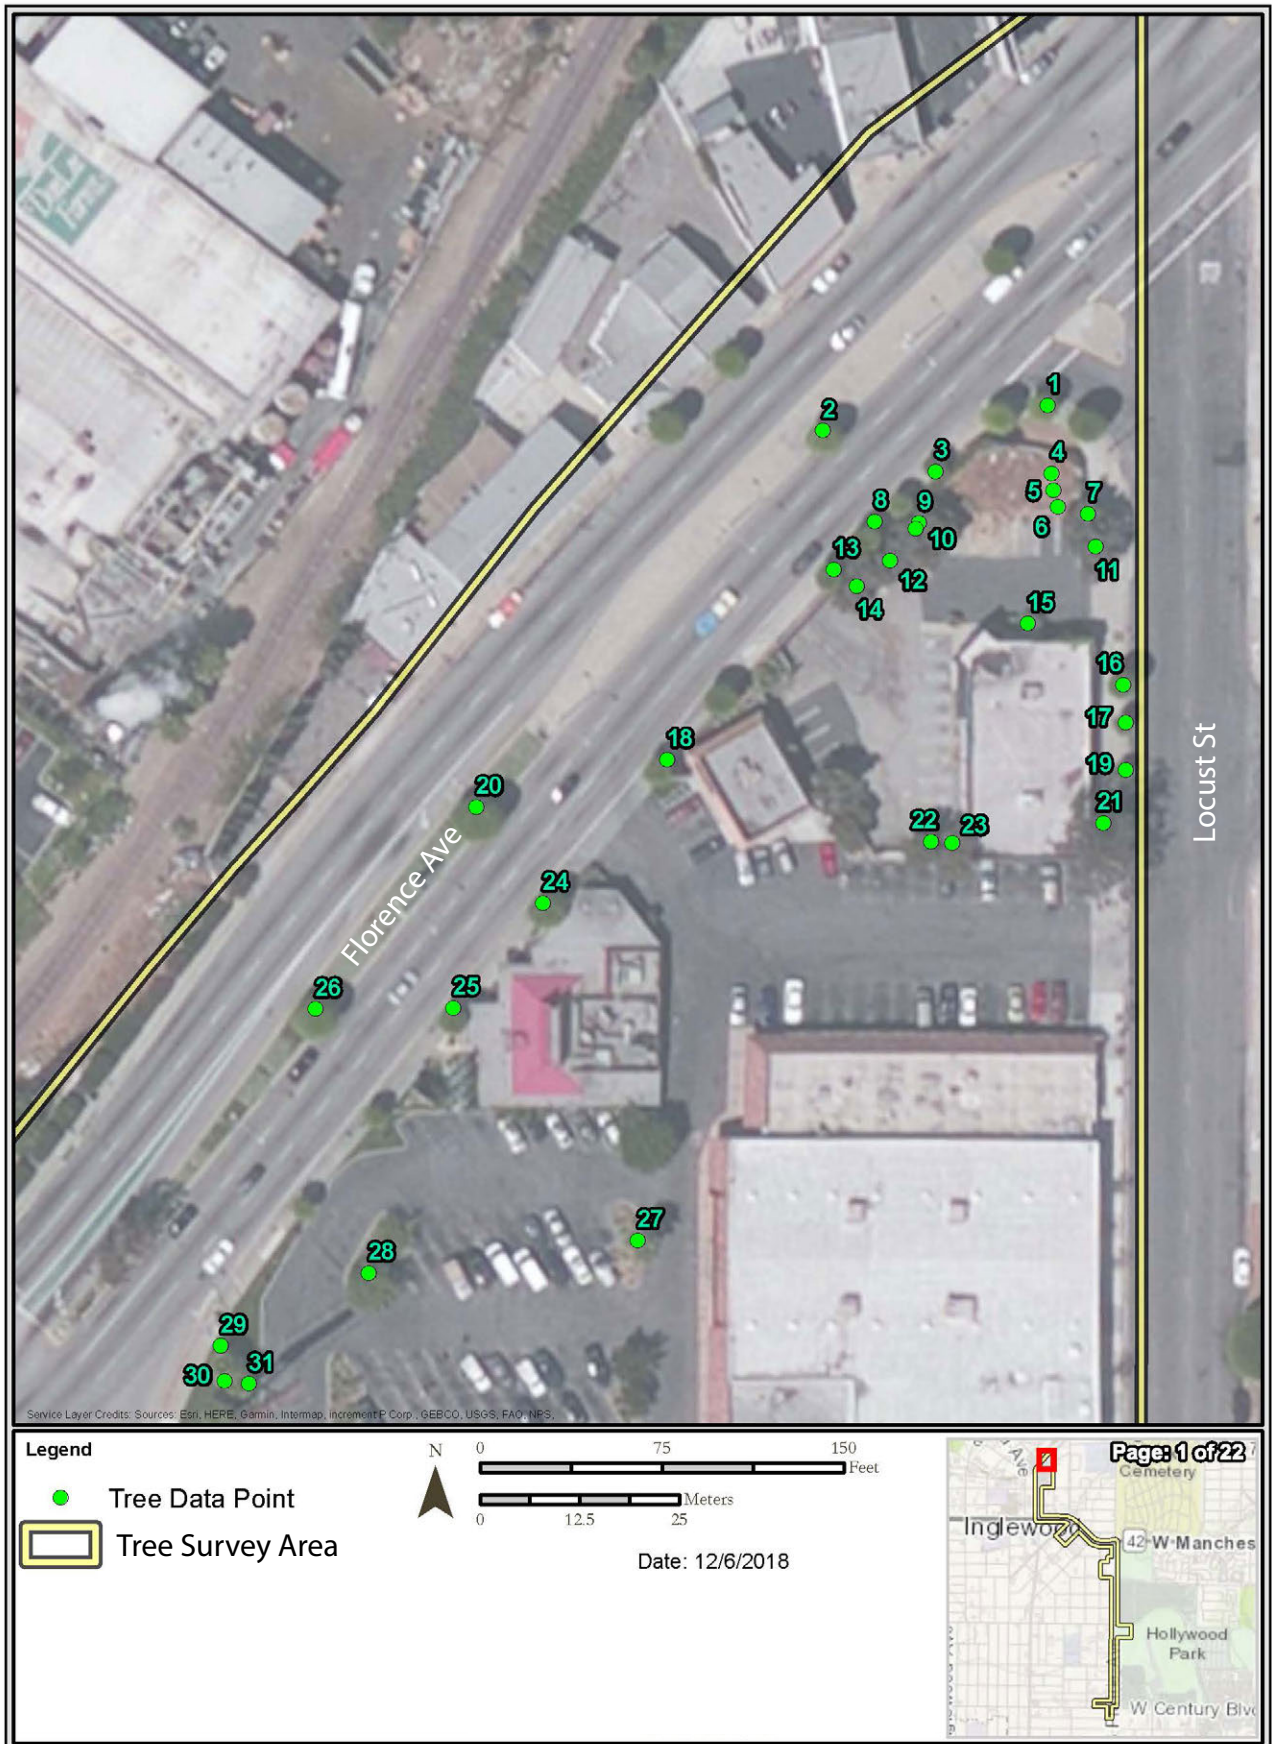 1
2
3
4
5
6
7
8
9
10
11
12
13
14
15
16
17
18
19
20
21
22
23
24
25
26
27
28
29
30
31
Florence Ave
Locust St
Service Layer Credits: Sources: Esri, HERE, Garmin, Intermap, increment P Corp., GEBCO, USGS, FAO, NPS,
Legend
Tree Data Point
Tree Survey Area
N
0 75 150
Feet
Meters
0 12.5 25
Date: 12/6/2018
Page: 1 of 22
Ave
Cemetery
Inglewood
42 W Manches
Hollywood
Park
W Century Blv